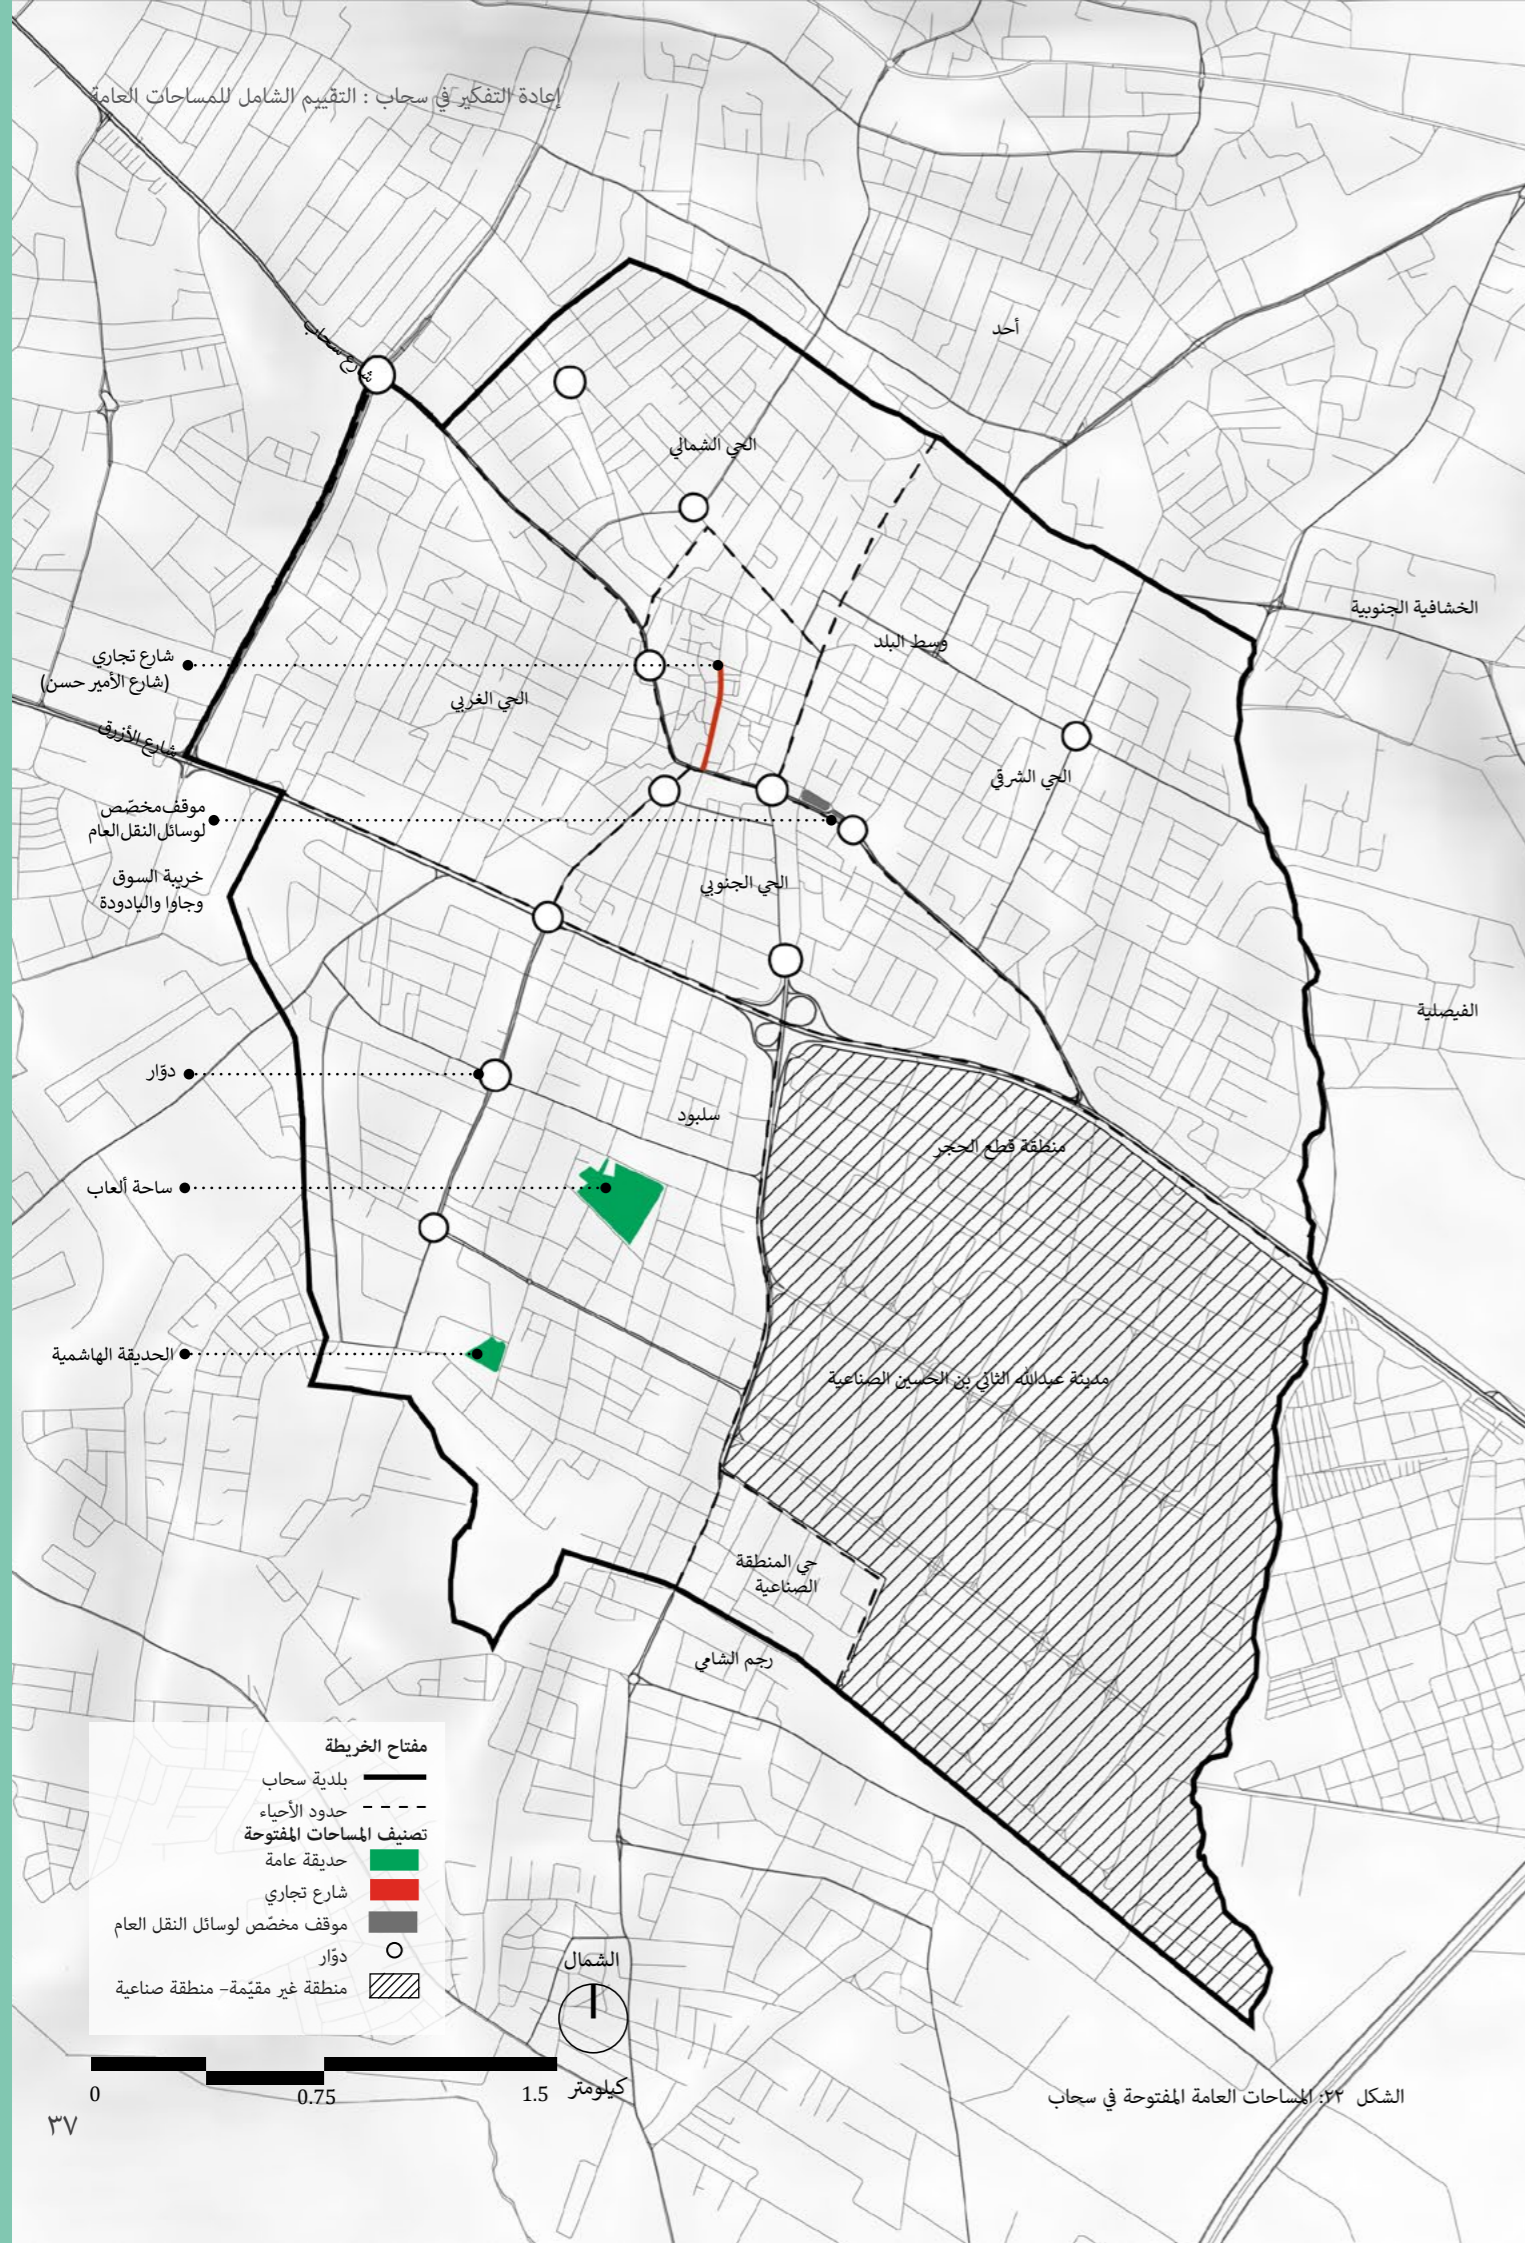 إعادة التفكير في سحاب : التقييم الشامل للمساحات العامة
شارع سحاب
أحد
الحي الشمالي
الخشافية الجنوبية
وسط البلد
شارع تجاري
(شارع الأمير حسن)
الحي الغربي
شارع الأزرق
الحي الشرقي
موقف مخصّص
لوسائل النقل العام
خريبة السوق
وجاوا واليادودة
الحي الجنوبي
الفيصلية
دوّار
سلبود
منطقة قطع الحجر
ساحة ألعاب
الحديقة الهاشمية
مدينة عبدالله الثاني بن الحسين الصناعية
حي المنطقة
الصناعية
رجم الشامي
مفتاح الخريطة
بلدية سحاب
حدود الأحياء
تصنيف المساحات المفتوحة
حديقة عامة
شارع تجاري
موقف مخصّص لوسائل النقل العام
دوّار
منطقة غير مقيّمة- منطقة صناعية
الشمال
0 0.75 1.5 كيلومتر
الشكل ٢٢: المساحات العامة المفتوحة في سحاب
٣٧